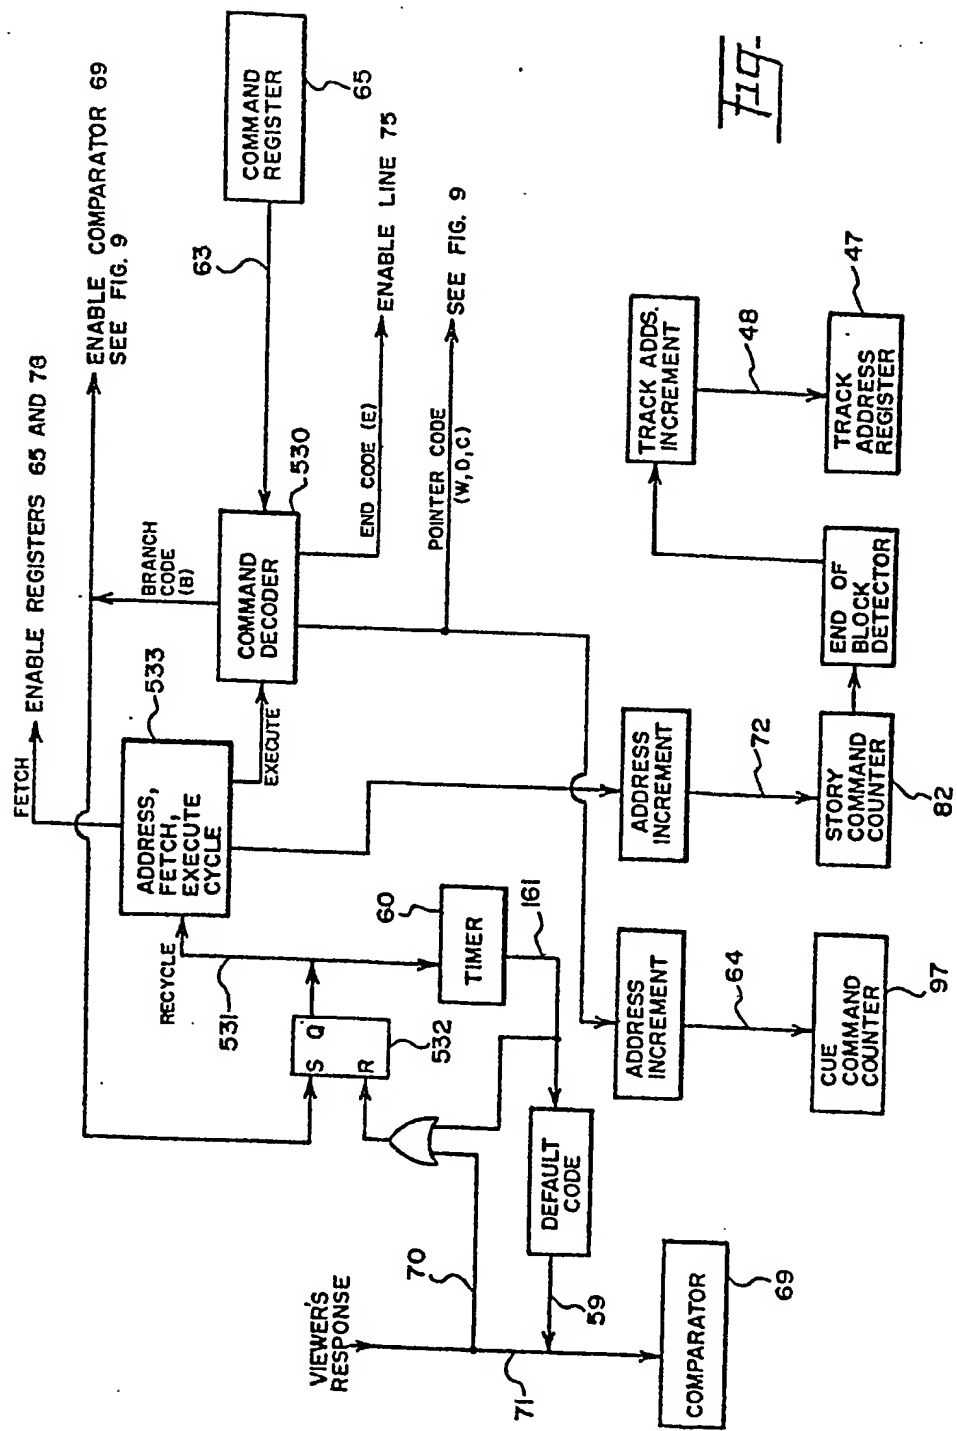 FETCH
ENABLE REGISTERS 65 AND 78
ENABLE COMPARATOR 69
SEE FIG. 9
BRANCH
CODE
(B)
533
ADDRESS,
FETCH,
EXECUTE
CYCLE
RECYCLE
531
EXECUTE
COMMAND
DECODER
530
63
COMMAND
REGISTER
65
END CODE (E)
ENABLE LINE 75
POINTER CODE
(W,D,C)
SEE FIG. 9
S
Q
R
532
60
TIMER
161
VIEWER'S
RESPONSE
70
71
DEFAULT
CODE
59
COMPARATOR
69
ADDRESS
INCREMENT
64
CUE
COMMAND
COUNTER
97
ADDRESS
INCREMENT
72
STORY
COMMAND
COUNTER
82
END OF
BLOCK
DETECTOR
TRACK ADDS.
INCREMENT
48
TRACK
ADDRESS
REGISTER
47
FIG.